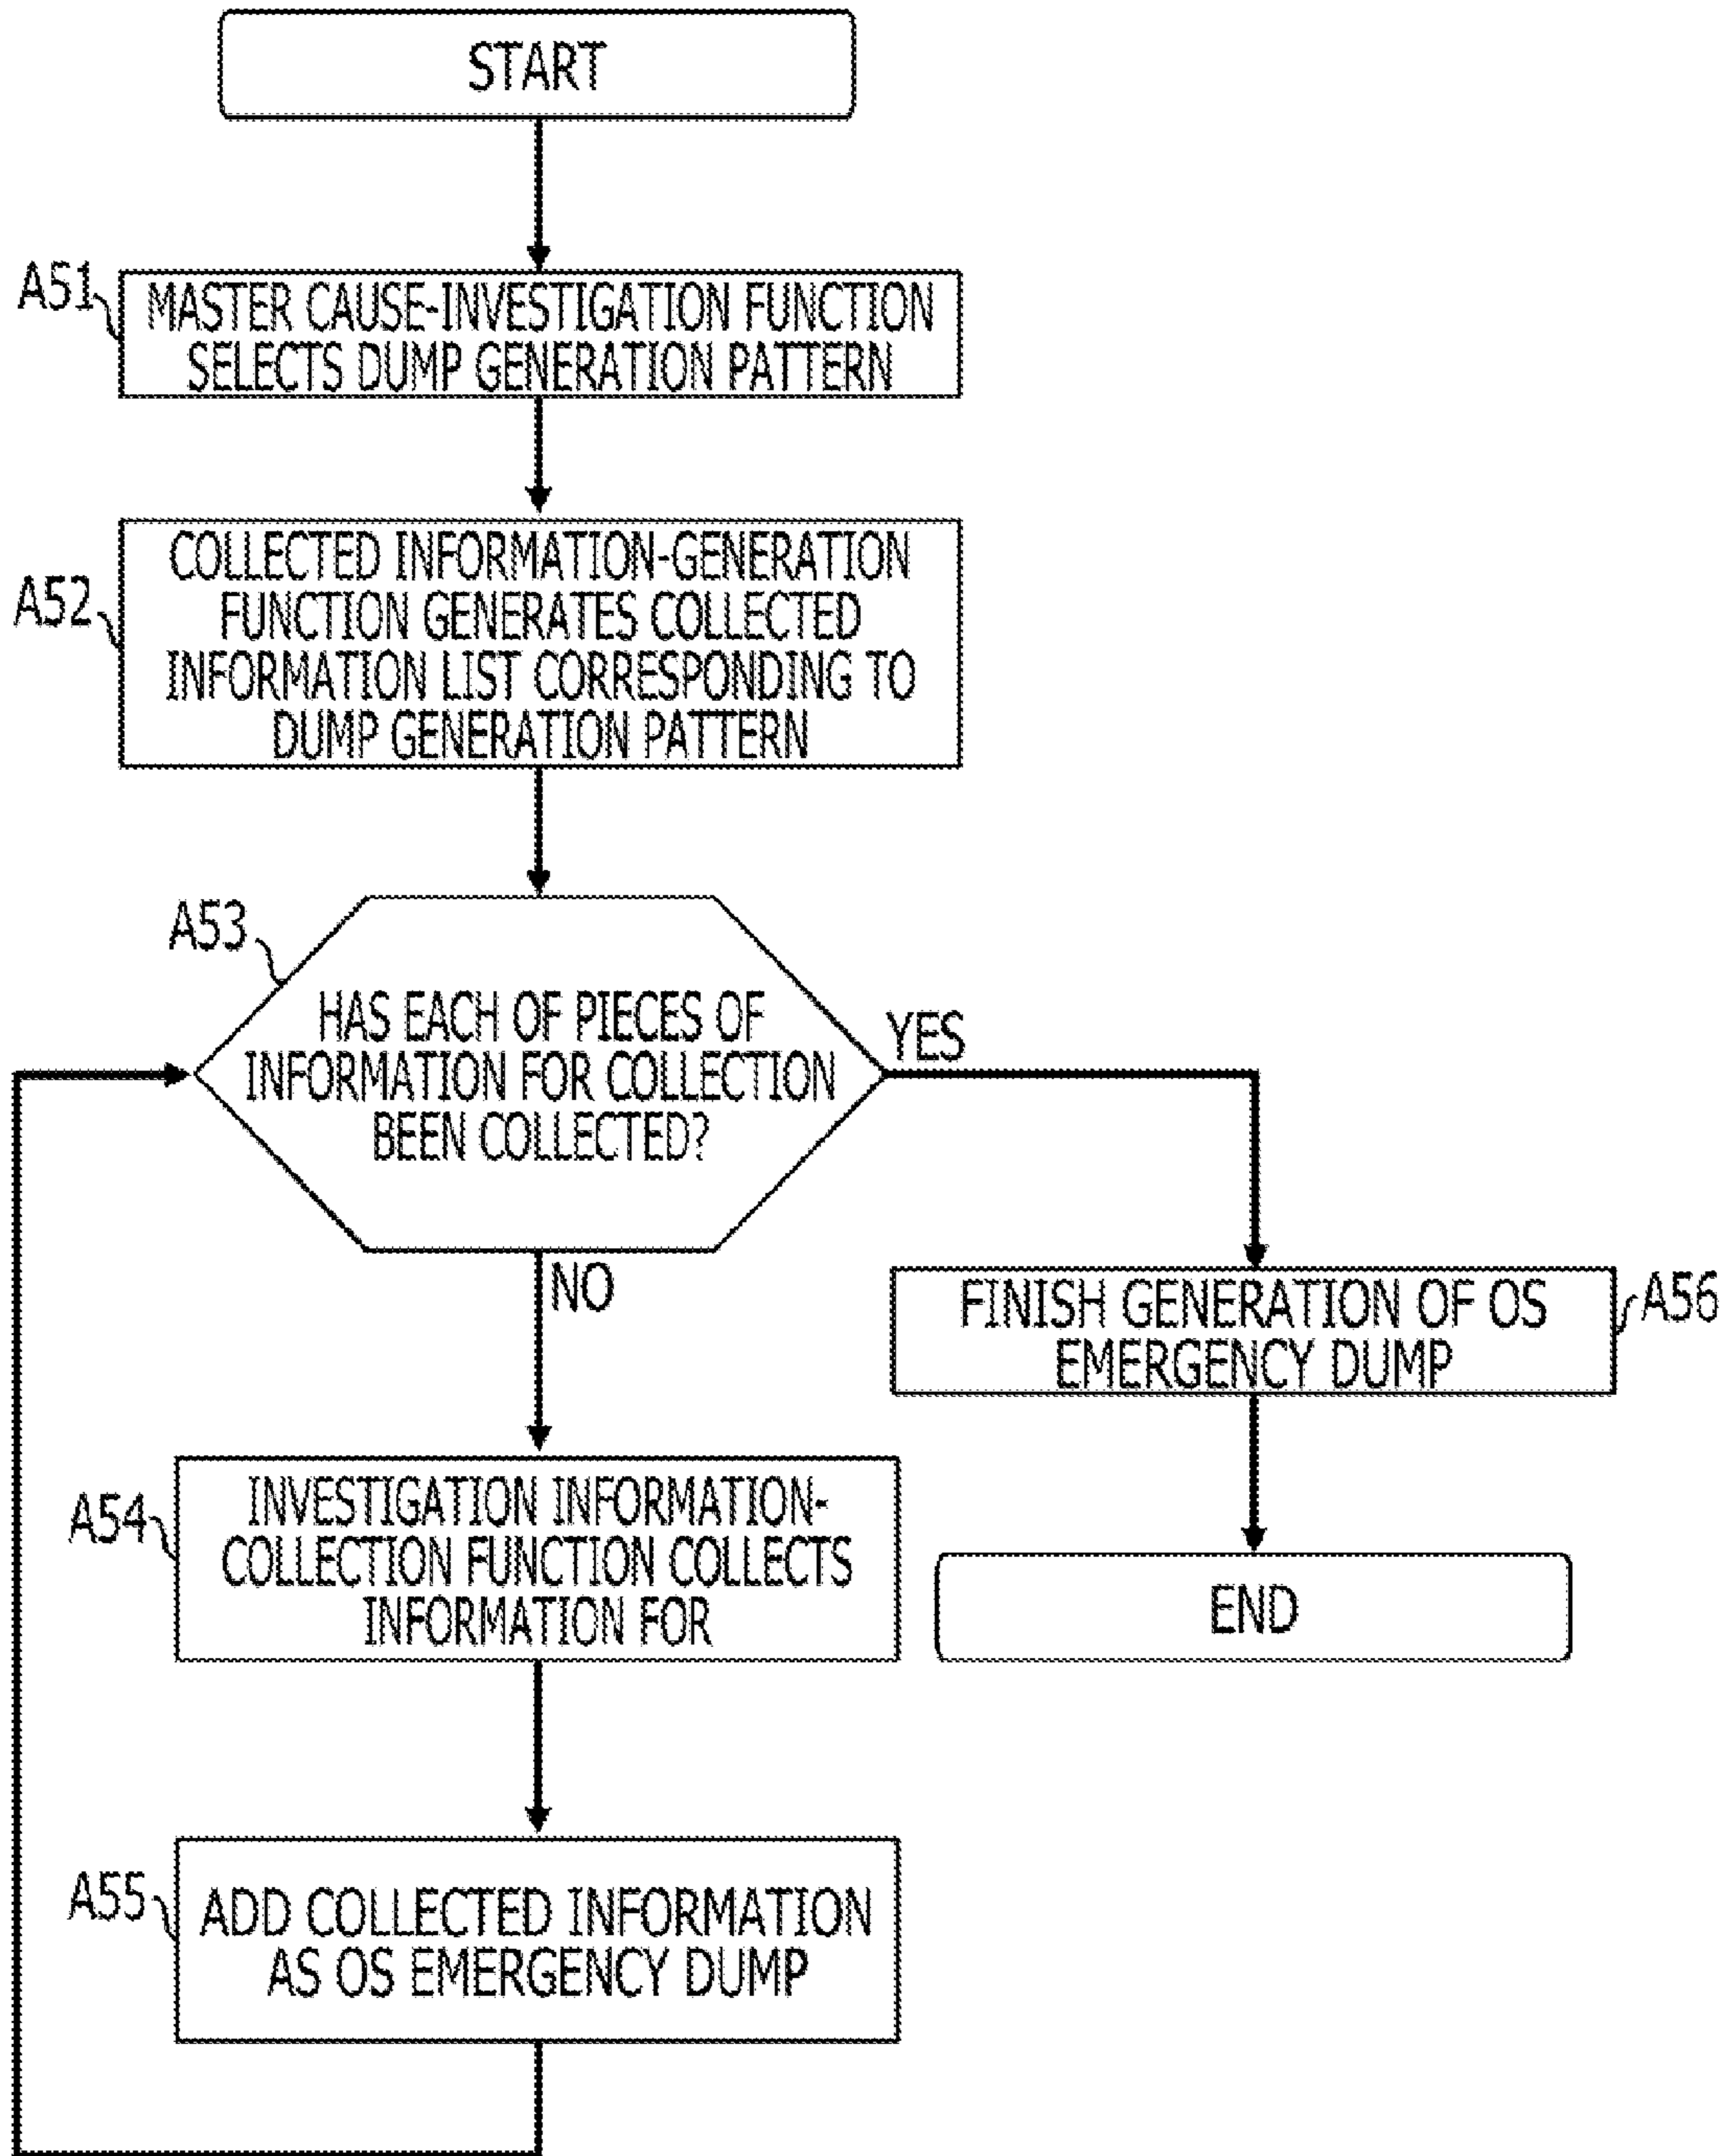 START
A51
MASTER CAUSE-INVESTIGATION FUNCTION
SELECTS DUMP GENERATION PATTERN
A52
COLLECTED INFORMATION-GENERATION
FUNCTION GENERATES COLLECTED
INFORMATION LIST CORRESPONDING TO
DUMP GENERATION PATTERN
A53
HAS EACH OF PIECES OF
INFORMATION FOR COLLECTION
BEEN COLLECTED?
YES
NO
FINISH GENERATION OF OS
EMERGENCY DUMP
A56
A54
INVESTIGATION INFORMATION-
COLLECTION FUNCTION COLLECTS
INFORMATION FOR
END
A55
ADD COLLECTED INFORMATION
AS OS EMERGENCY DUMP